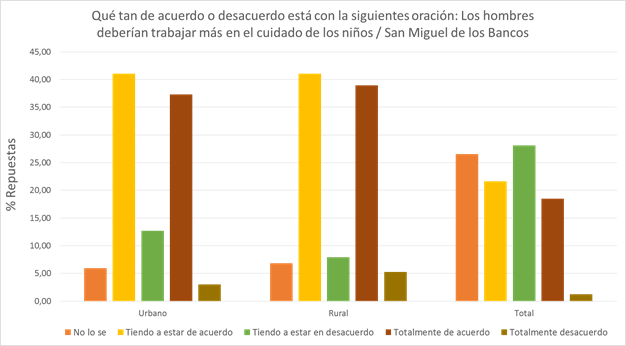 Qué tan de acuerdo o desacuerdo está con la siguientes oración: Los hombres
deberían trabajar más en el cuidado de los niños / San Miguel de los Bancos
% Repuestas
45,00
40,00
35,00
30,00
25,00
20,00
15,00
10,00
5,00
0,00
Urbano Rural Total
No lo se Tiendo a estar de acuerdo Tiendo a estar en desacuerdo Totalmente de acuerdo Totalmente desacuerdo